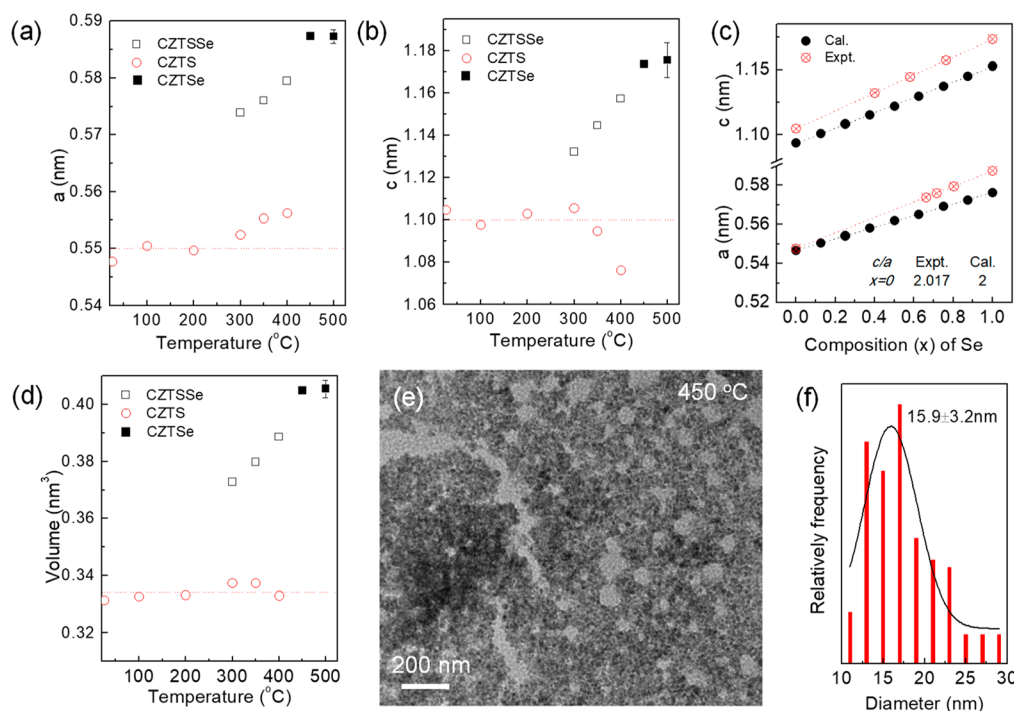 (a)
0.59
0.58
0.57
0.56
0.55
0.54
a (nm)
CZTSSe
CZTS
CZTSe
100 200 300 400 500
Temperature (°C)
(b)
1.18
1.16
1.14
1.12
1.10
1.08
1.06
c (nm)
CZTSSe
CZTS
CZTSe
100 200 300 400 500
Temperature (°C)
(c)
Cal.
Expt.
1.15
1.10
0.58
0.56
0.54
0.52
c (nm)
a (nm)
c/a Expt. Cal.
x=0 2.017 2
0.0 0.2 0.4 0.6 0.8 1.0
Composition (x) of Se
(d)
0.40
0.38
0.36
0.34
0.32
Volume (nm³)
CZTSSe
CZTS
CZTSe
100 200 300 400 500
Temperature (°C)
(e)
450 °C
200 nm
(f)
15.9±3.2nm
Relatively frequency
10 15 20 25 30
Diameter (nm)